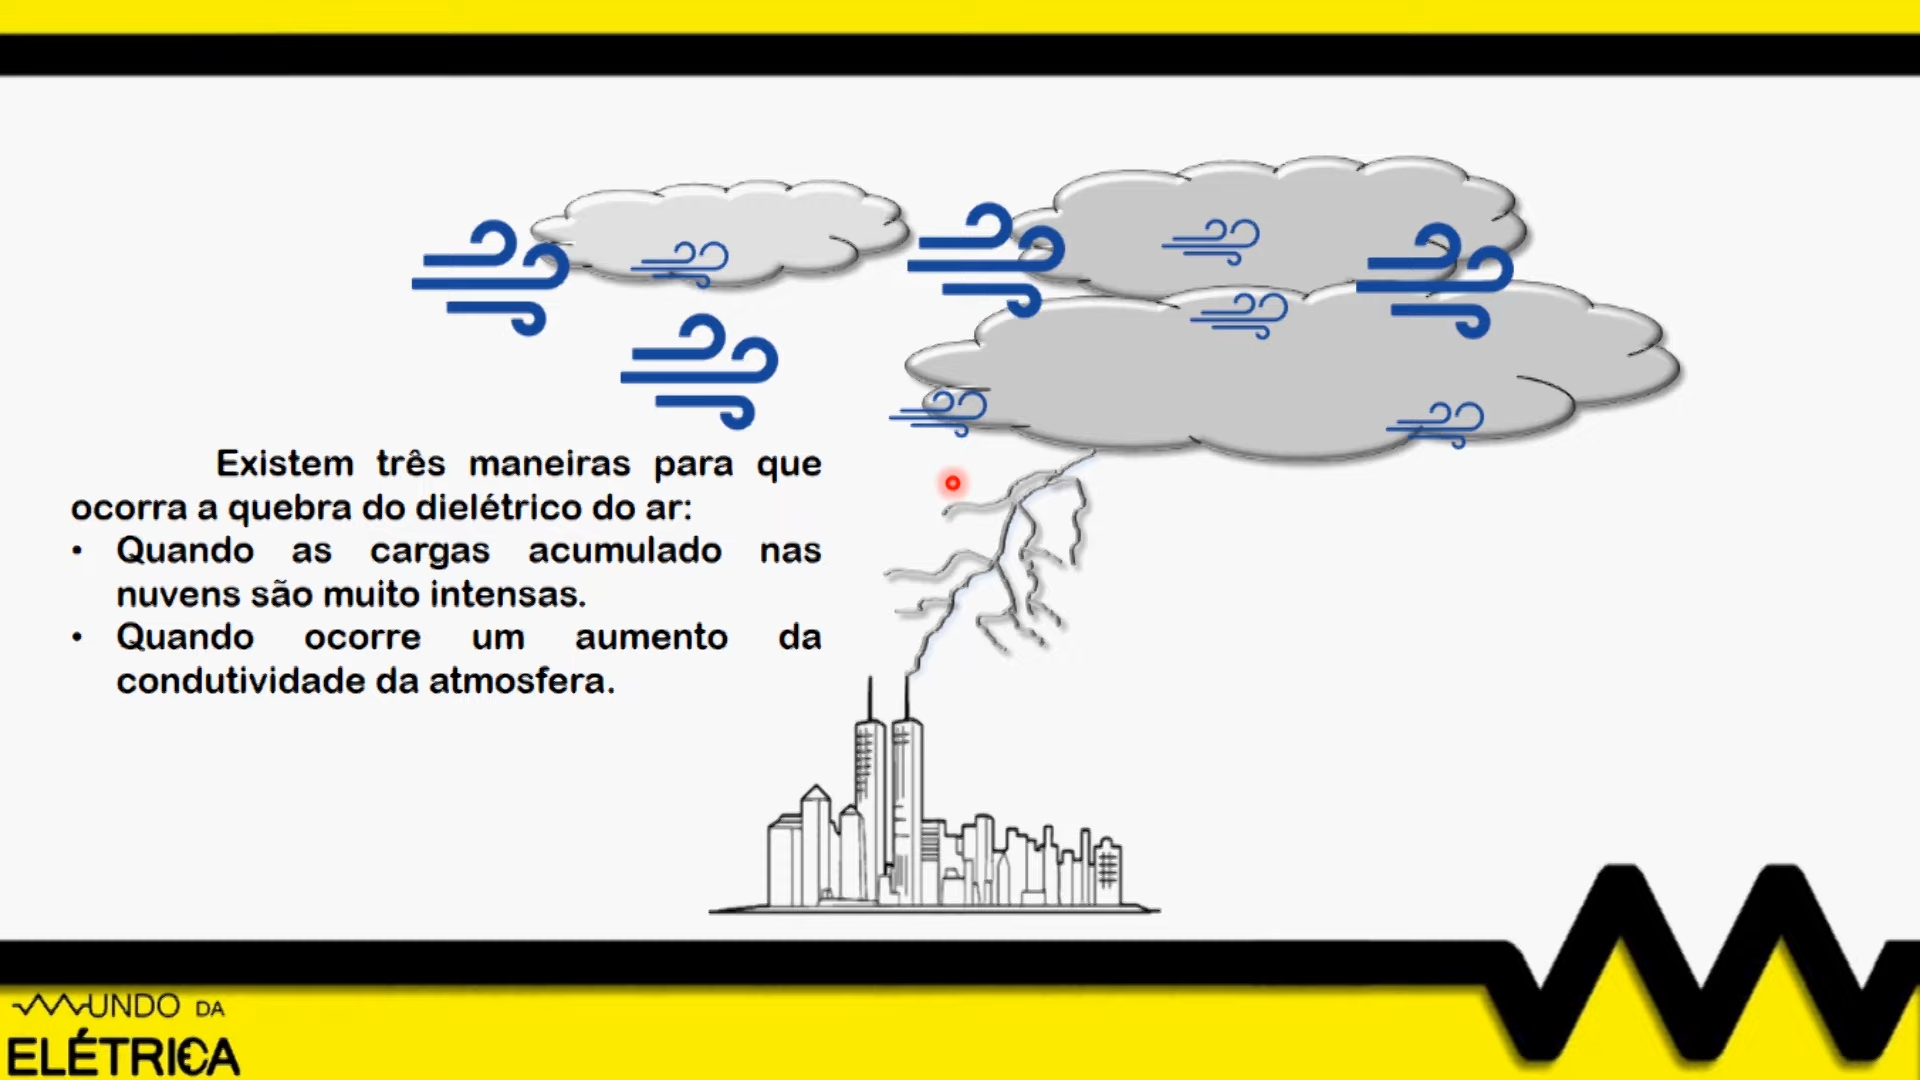 Existem três maneiras para que
ocorra a quebra do dielétrico do ar:
• Quando as cargas acumulado nas
nuvens são muito intensas.
• Quando ocorre um aumento da
condutividade da atmosfera.
MUNDO DA
ELÉTRICA